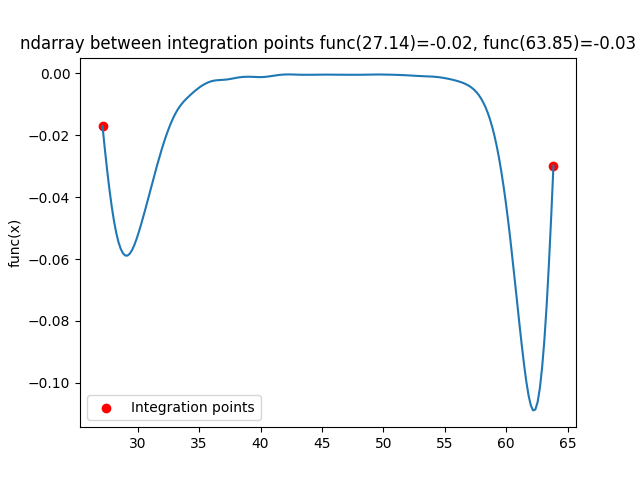 ndarray between integration points func(27.14)=-0.02, func(63.85)=-0.03
0.00
−0.02
−0.04
−0.06
−0.08
−0.10
func(x)
Integration points
30 35 40 45 50 55 60 65